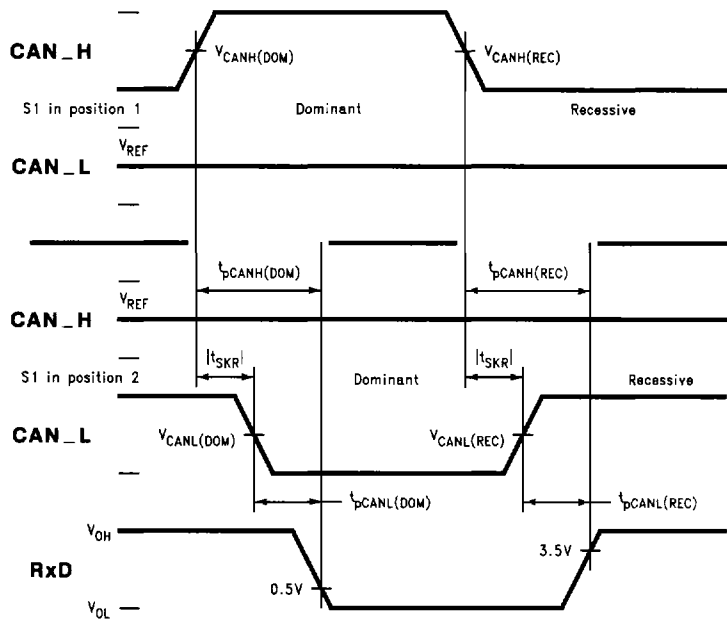 CAN_H
VCANH(DOM)
VCANH(REC)
S1 in position 1
Dominant
Recessive
VREF
CAN_L
tpCANH(DOM)
tpCANH(REC)
VREF
CAN_H
|tSKR|
|tSKR|
S1 in position 2
Dominant
Recessive
CAN_L
VCANL(DOM)
VCANL(REC)
tpCANL(DOM)
tpCANL(REC)
VOH
3.5V
RxD
0.5V
VOL